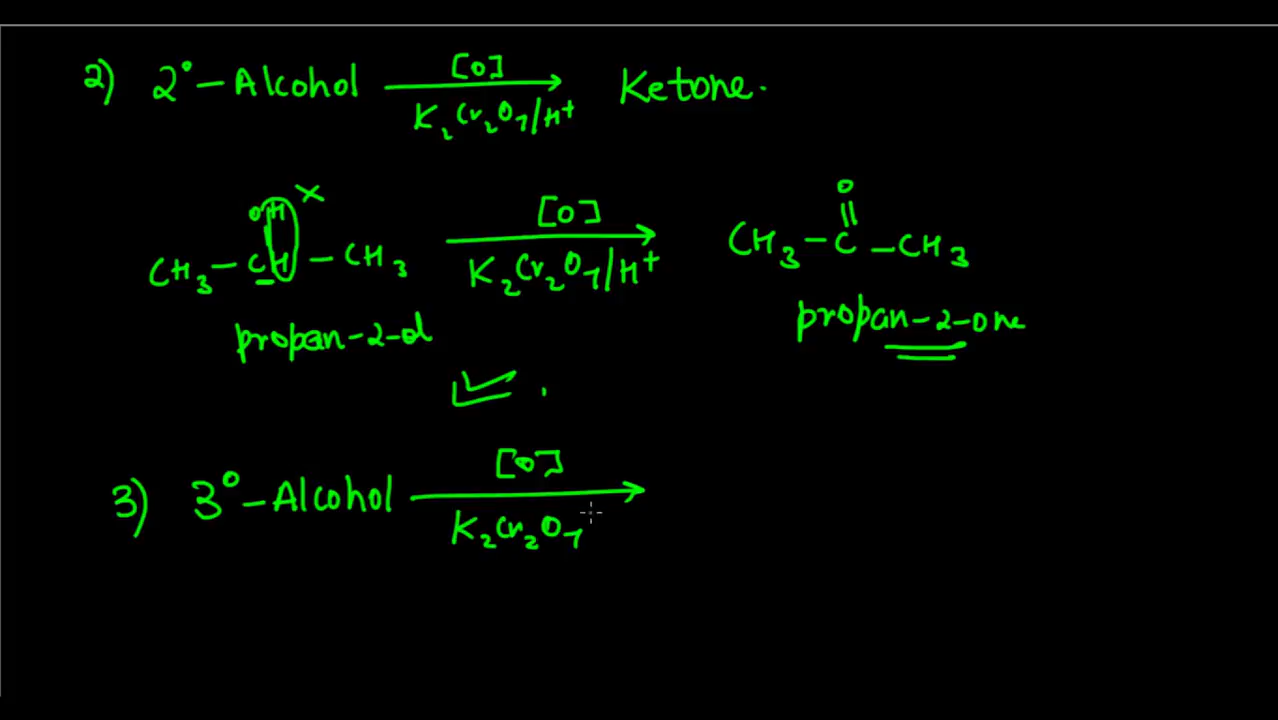 2) 2° - Alcohol [O] K₂Cr₂O₇/H⁺ Ketone.
OH O
CH₃ - CH - CH₃ [O] K₂Cr₂O₇/H⁺ CH₃ - C - CH₃
propan-2-ol propan-2-one
3) 3° - Alcohol [O] K₂Cr₂O₇